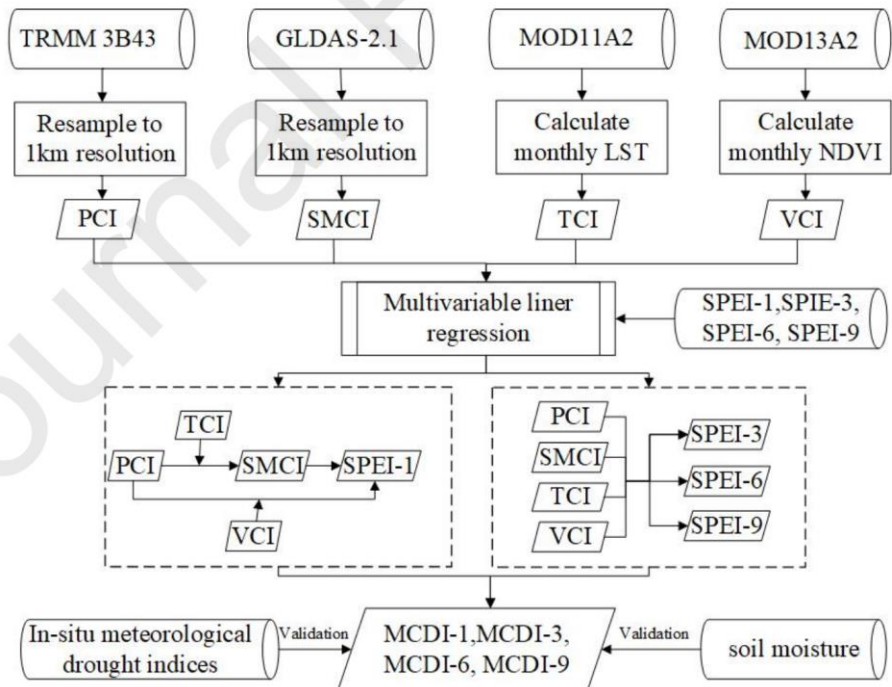 TRMM 3B43
GLDAS-2.1
MOD11A2
MOD13A2
Resample to
1km resolution
Resample to
1km resolution
Calculate
monthly LST
Calculate
monthly NDVI
PCI
SMCI
TCI
VCI
Multivariable liner
regression
SPEI-1,SPIE-3,
SPEI-6, SPEI-9
TCI
PCI
SMCI
SPEI-1
VCI
PCI
SMCI
TCI
VCI
SPEI-3
SPEI-6
SPEI-9
In-situ meteorological
drought indices
Validation
MCDI-1,MCDI-3,
MCDI-6, MCDI-9
Validation
soil moisture
Journal P